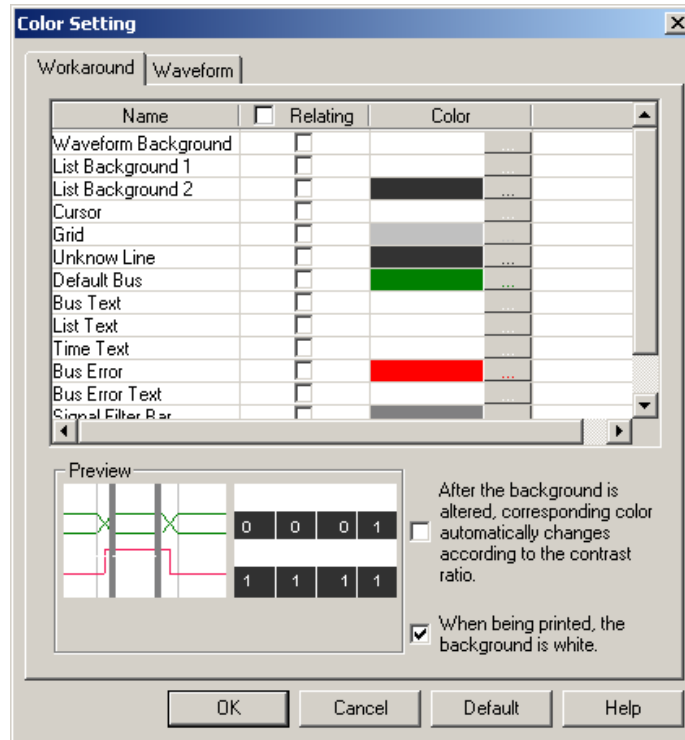 Color Setting
Workaround Waveform
Name Relating Color
Waveform Background ...
List Background 1 ...
List Background 2 ...
Cursor ...
Grid ...
Unknow Line ...
Default Bus ...
Bus Text ...
List Text ...
Time Text ...
Bus Error ...
Bus Error Text ...
Signal Filter Bar
Preview
0 0 0 1
1 1 1 1
After the background is
altered, corresponding color
automatically changes
according to the contrast
ratio.
When being printed, the
background is white.
OK Cancel Default Help